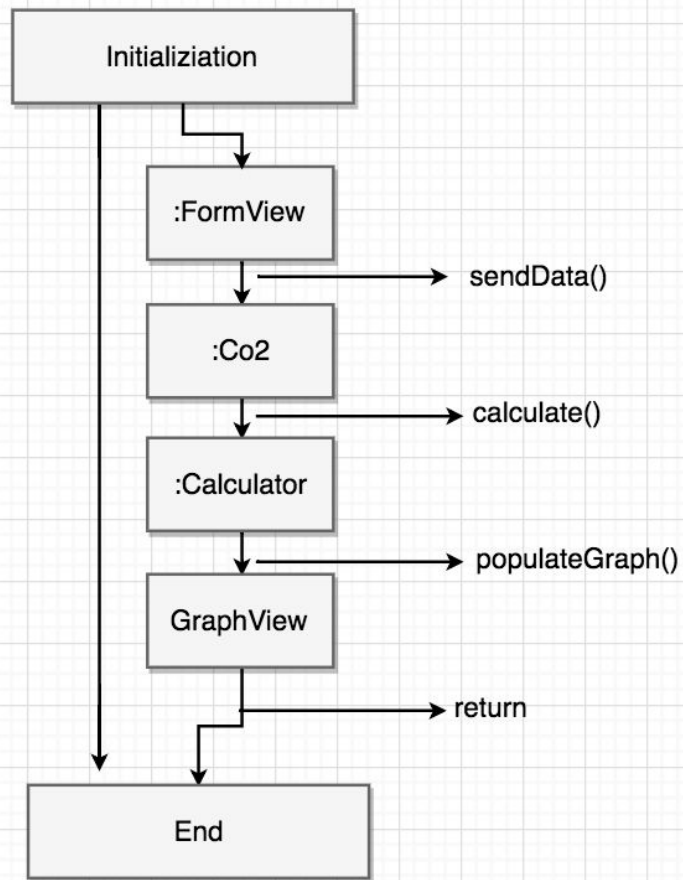 Initializiation
:FormView
sendData()
:Co2
calculate()
:Calculator
populateGraph()
GraphView
return
End